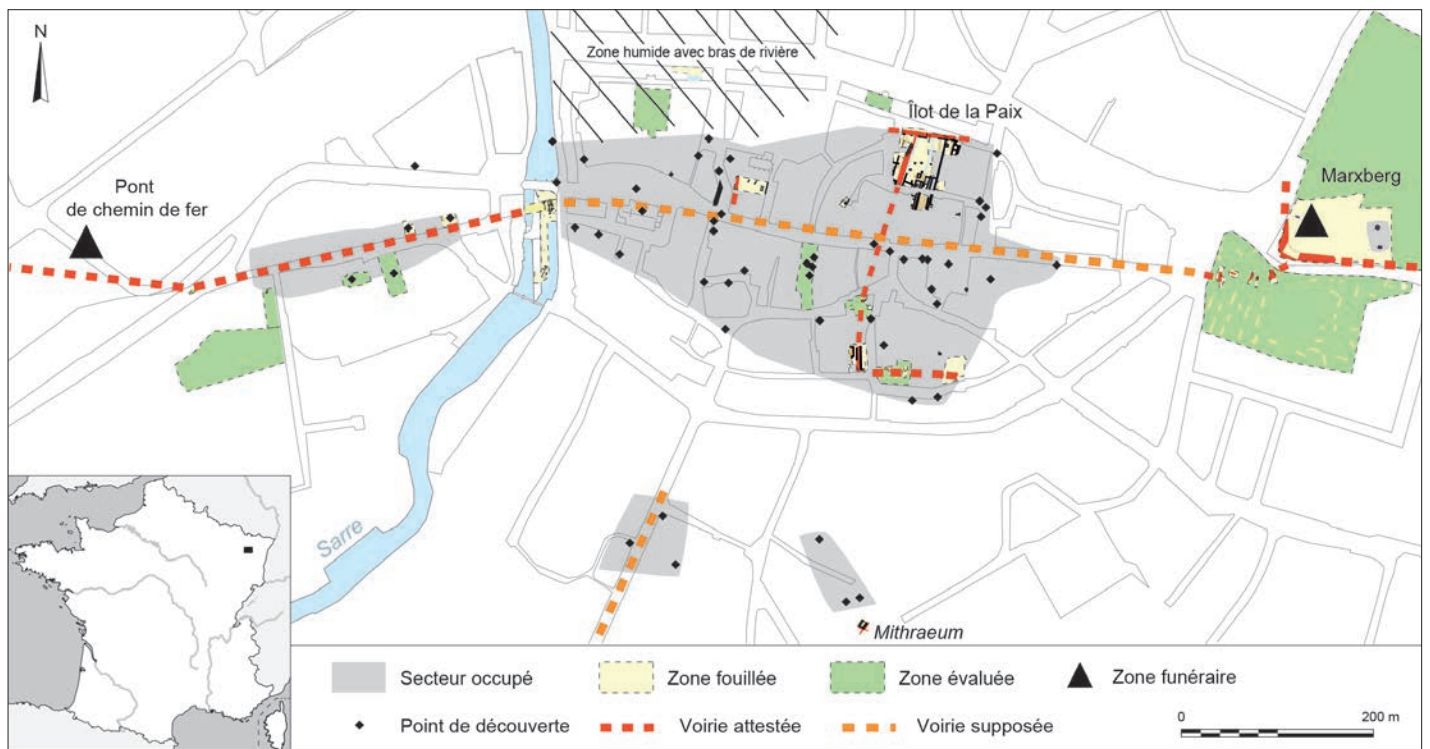 N
Zone humide avec bras de rivière
Îlot de la Paix
Marxberg
Pont
de chemin de fer
Sarre
Mithraeum
Secteur occupé
Zone fouillée
Zone évaluée
Zone funéraire
Point de découverte
Voirie attestée
Voirie supposée
0 200 m